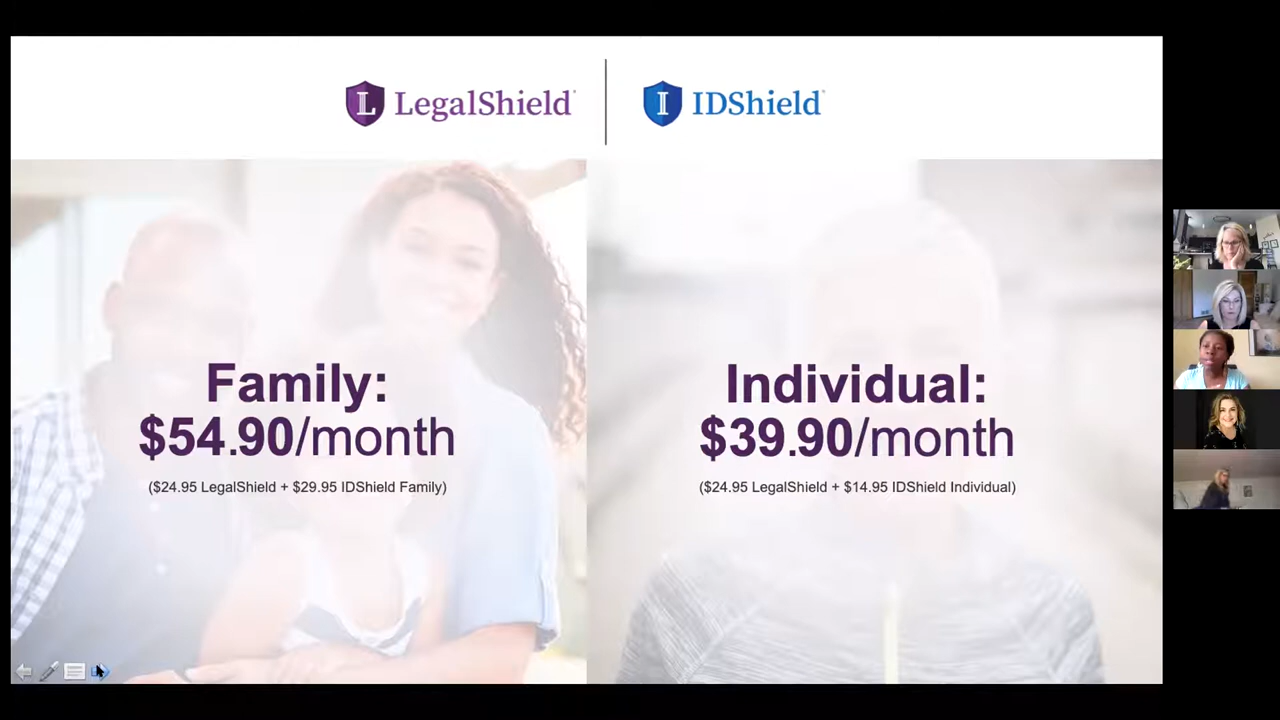 LegalShield
IDShield
Family:
$54.90/month
($24.95 LegalShield + $29.95 IDShield Family)
Individual:
$39.90/month
($24.95 LegalShield + $14.95 IDShield Individual)